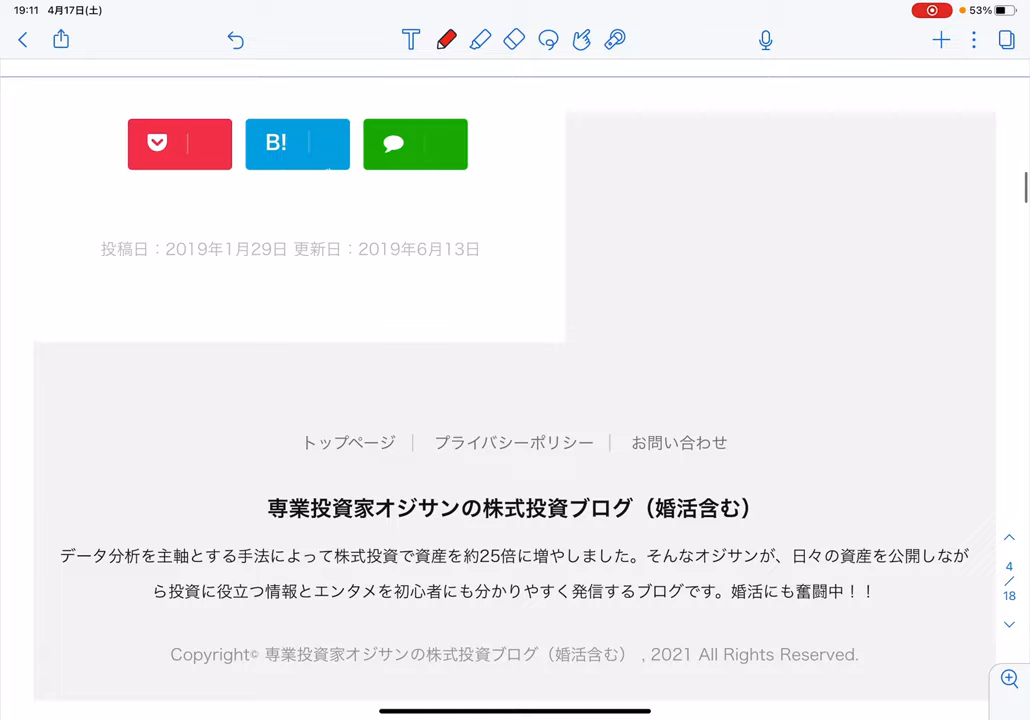 19:11 4月17日(土)
53%
T
B!
投稿日：2019年1月29日 更新日：2019年6月13日
トップページ | プライバシーポリシー | お問い合わせ
専業投資家オジサンの株式投資ブログ（婚活含む）
データ分析を主軸とする手法によって株式投資で資産を約25倍に増やしました。そんなオジサンが、日々の資産を公開しなが
ら投資に役立つ情報とエンタメを初心者にも分かりやすく発信するブログです。婚活にも奮闘中！！
Copyright© 専業投資家オジサンの株式投資ブログ（婚活含む） , 2021 All Rights Reserved.
4
/
18